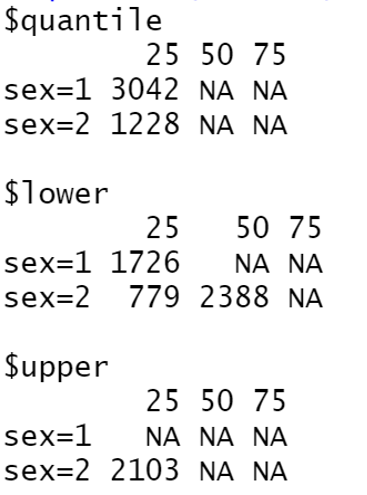 $quantile
25 50 75
sex=1 3042 NA NA
sex=2 1228 NA NA
$lower
25 50 75
sex=1 1726 NA NA
sex=2 779 2388 NA
$upper
25 50 75
sex=1 NA NA NA
sex=2 2103 NA NA